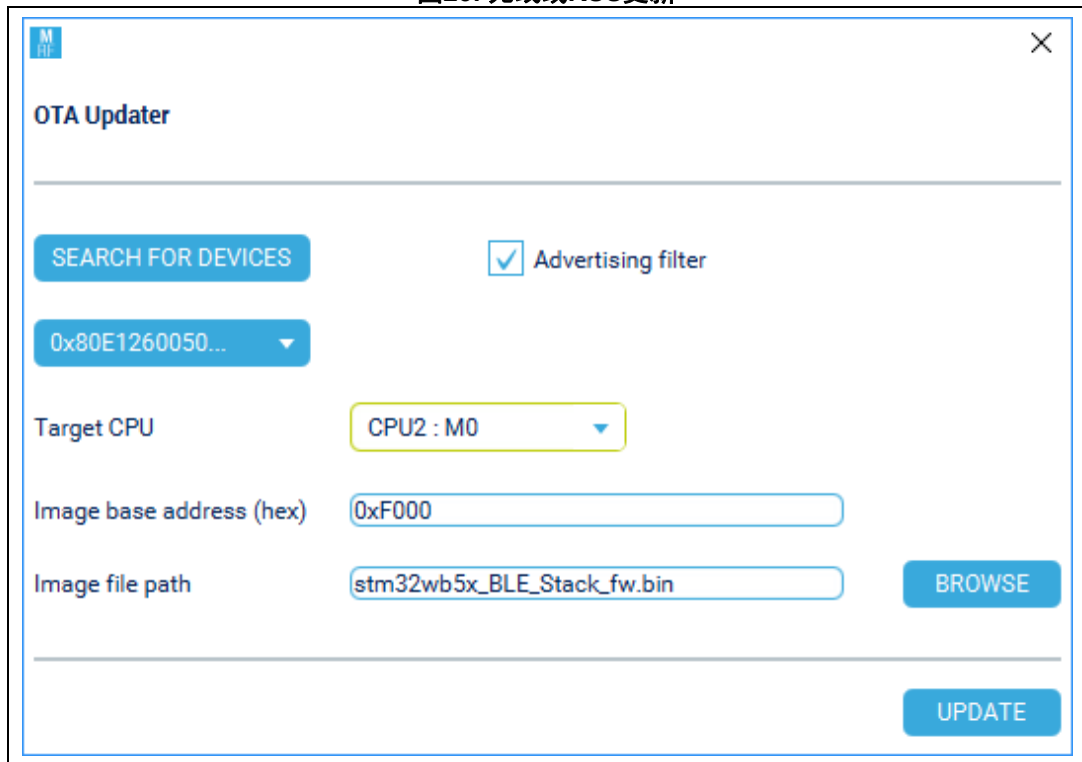 M
RF
OTA Updater
SEARCH FOR DEVICES
Advertising filter
0x80E1260050...
Target CPU
CPU2 : M0
Image base address (hex)
0xF000
Image file path
stm32wb5x_BLE_Stack_fw.bin
BROWSE
UPDATE